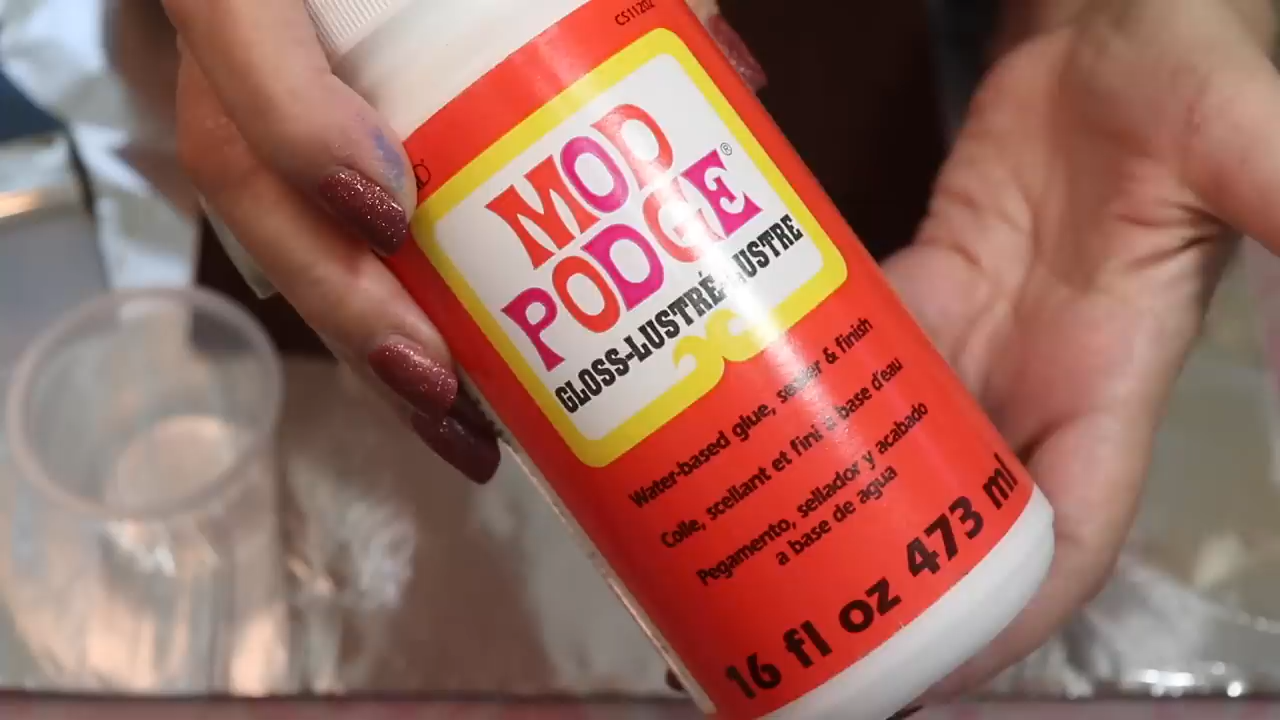 CS11202
MOD
PODGE®
GLOSS-LUSTRÉ-LUSTRE
Water-based glue, sealer & finish
Colle, scellant et fini à base d'eau
Pegamento, sellador y acabado
a base de agua
16 fl oz 473 ml